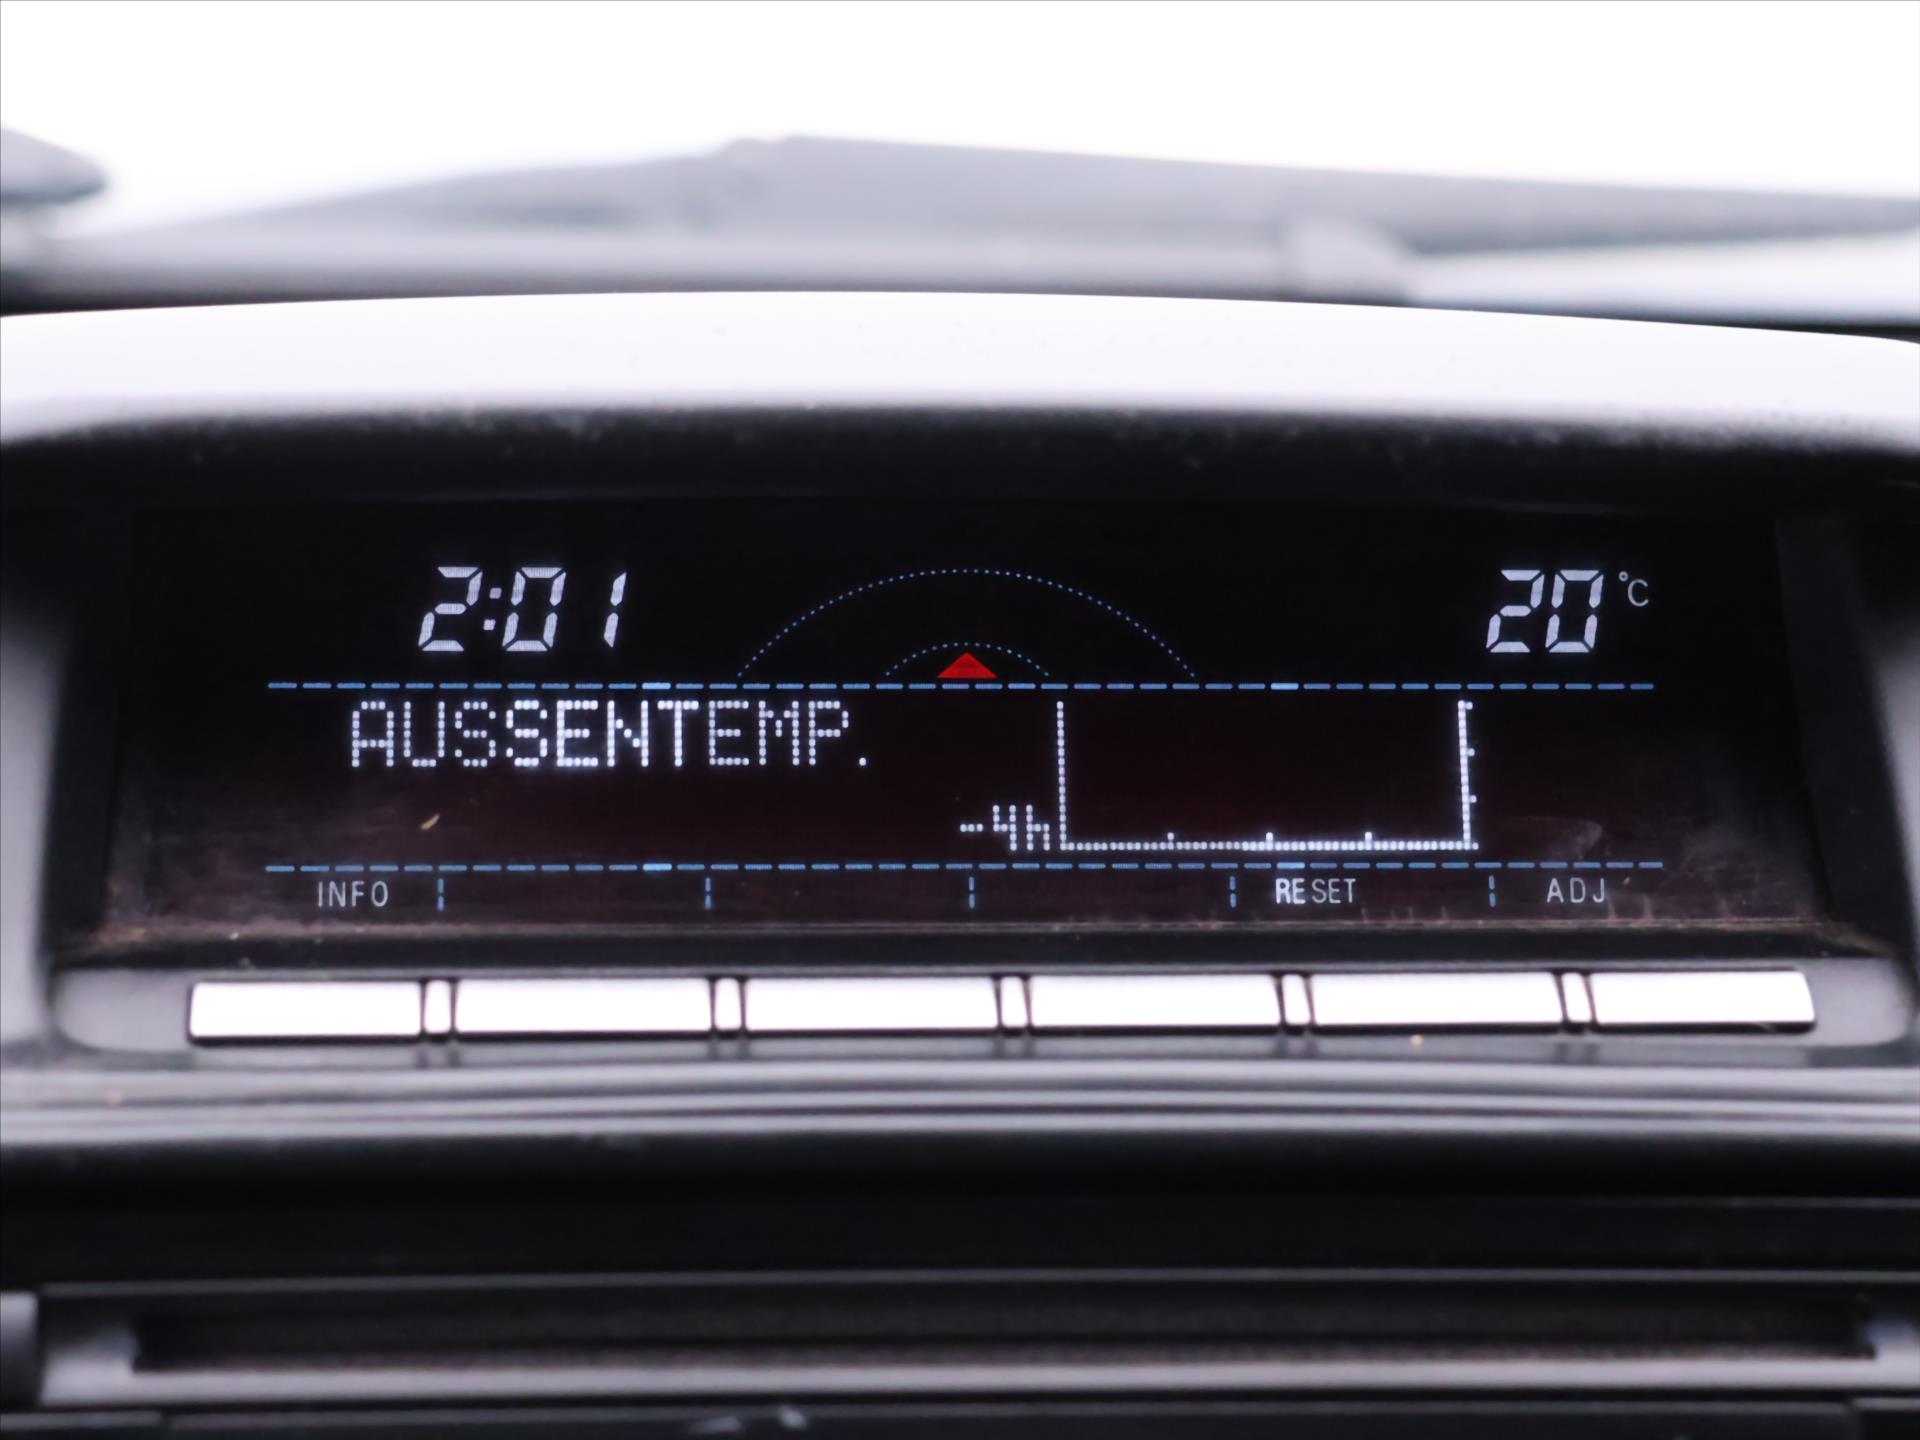 2:01 20°C
AUSSENTEMP.
-4h
INFO RESET ADJ